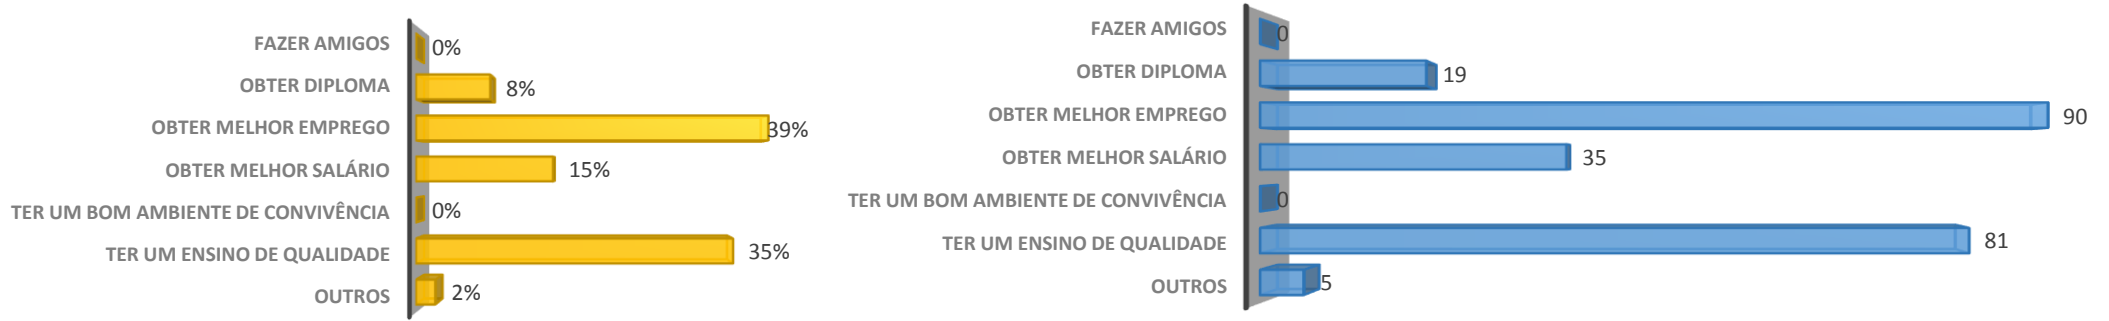 FAZER AMIGOS 0%
OBTER DIPLOMA 8%
OBTER MELHOR EMPREGO 39%
OBTER MELHOR SALÁRIO 15%
TER UM BOM AMBIENTE DE CONVIVÊNCIA 0%
TER UM ENSINO DE QUALIDADE 35%
OUTROS 2%
FAZER AMIGOS 0
OBTER DIPLOMA 19
OBTER MELHOR EMPREGO 90
OBTER MELHOR SALÁRIO 35
TER UM BOM AMBIENTE DE CONVIVÊNCIA 0
TER UM ENSINO DE QUALIDADE 81
OUTROS 5